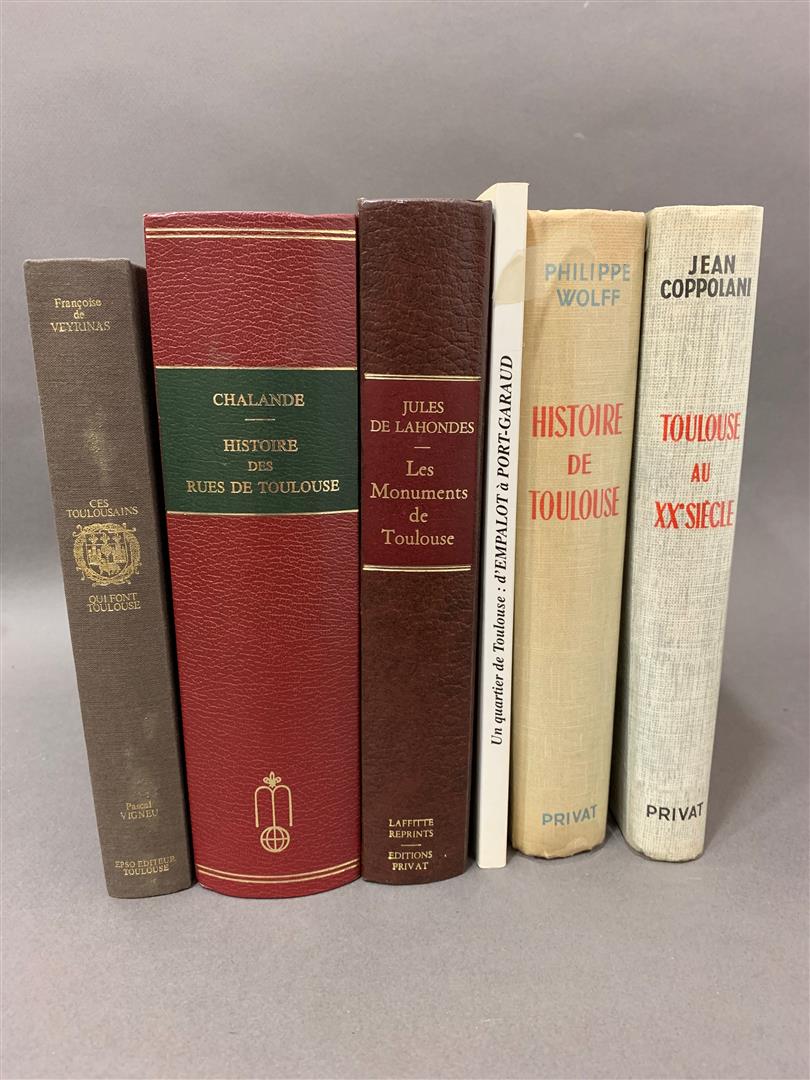 Françoise
de
VEYRINAS
CES
TOULOUSAINS
QUI FONT
TOULOUSE
Pascal
VIGNEU
EPSO EDITEUR
TOULOUSE
CHALANDE
HISTOIRE
DES
RUES DE TOULOUSE
JULES
DE LAHONDES
Les
Monuments
de
Toulouse
LAFFITTE
REPRINTS
EDITIONS
PRIVAT
Un quartier de Toulouse : d'EMPALOT à PORT-GARAUD
PHILIPPE
WOLFF
HISTOIRE
DE
TOULOUSE
PRIVAT
JEAN
COPPOLANI
TOULOUSE
AU
XXe SIÈCLE
PRIVAT